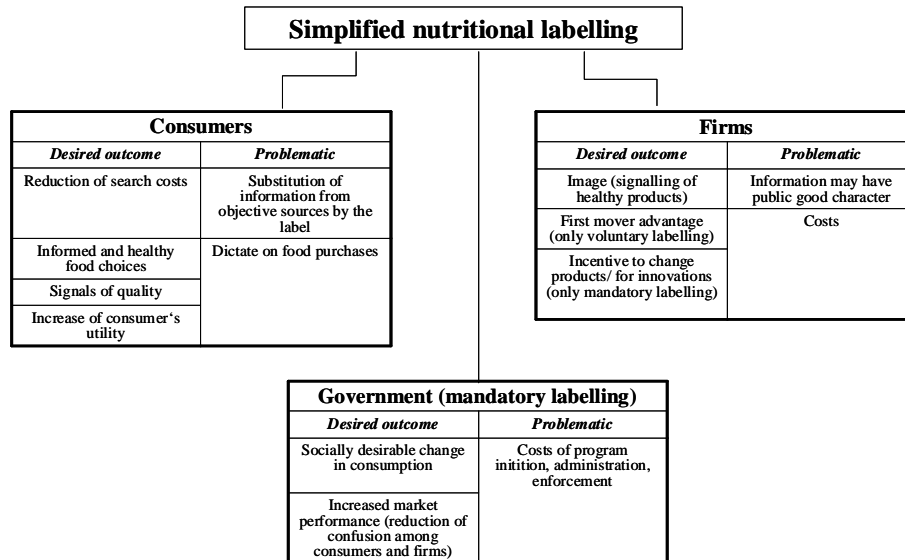 Simplified nutritional labelling
Consumers
Desired outcome
Problematic
Reduction of search costs
Substitution of
information from
objective sources by the
label
Informed and healthy
food choices
Dictate on food purchases
Signals of quality
Increase of consumer‘s
utility
Firms
Desired outcome
Problematic
Image (signalling of
healthy products)
Information may have
public good character
First mover advantage
(only voluntary labelling)
Costs
Incentive to change
products/ for innovations
(only mandatory labelling)
Government (mandatory labelling)
Desired outcome
Problematic
Socially desirable change
in consumption
Costs of program
initition, administration,
enforcement
Increased market
performance (reduction of
confusion among
consumers and firms)